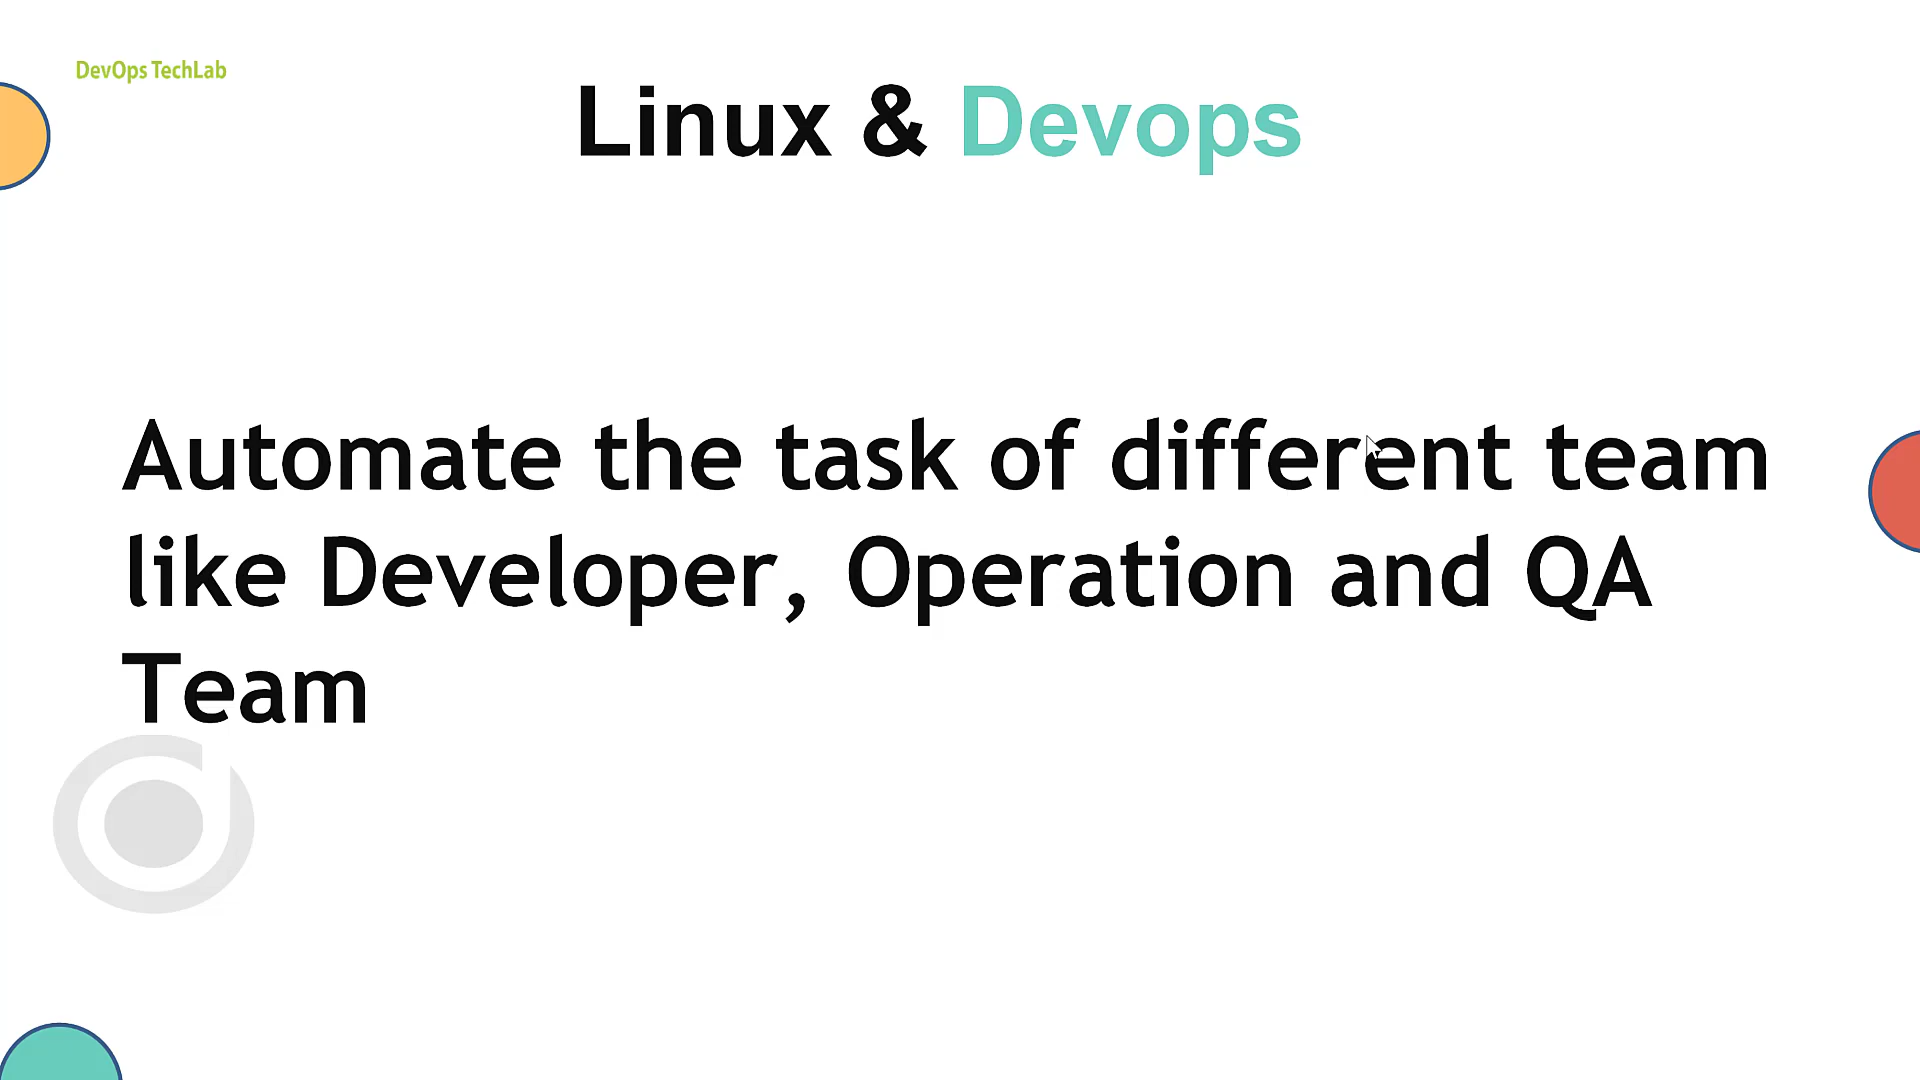 DevOps TechLab
Linux & Devops
Automate the task of different team
like Developer, Operation and QA
Team